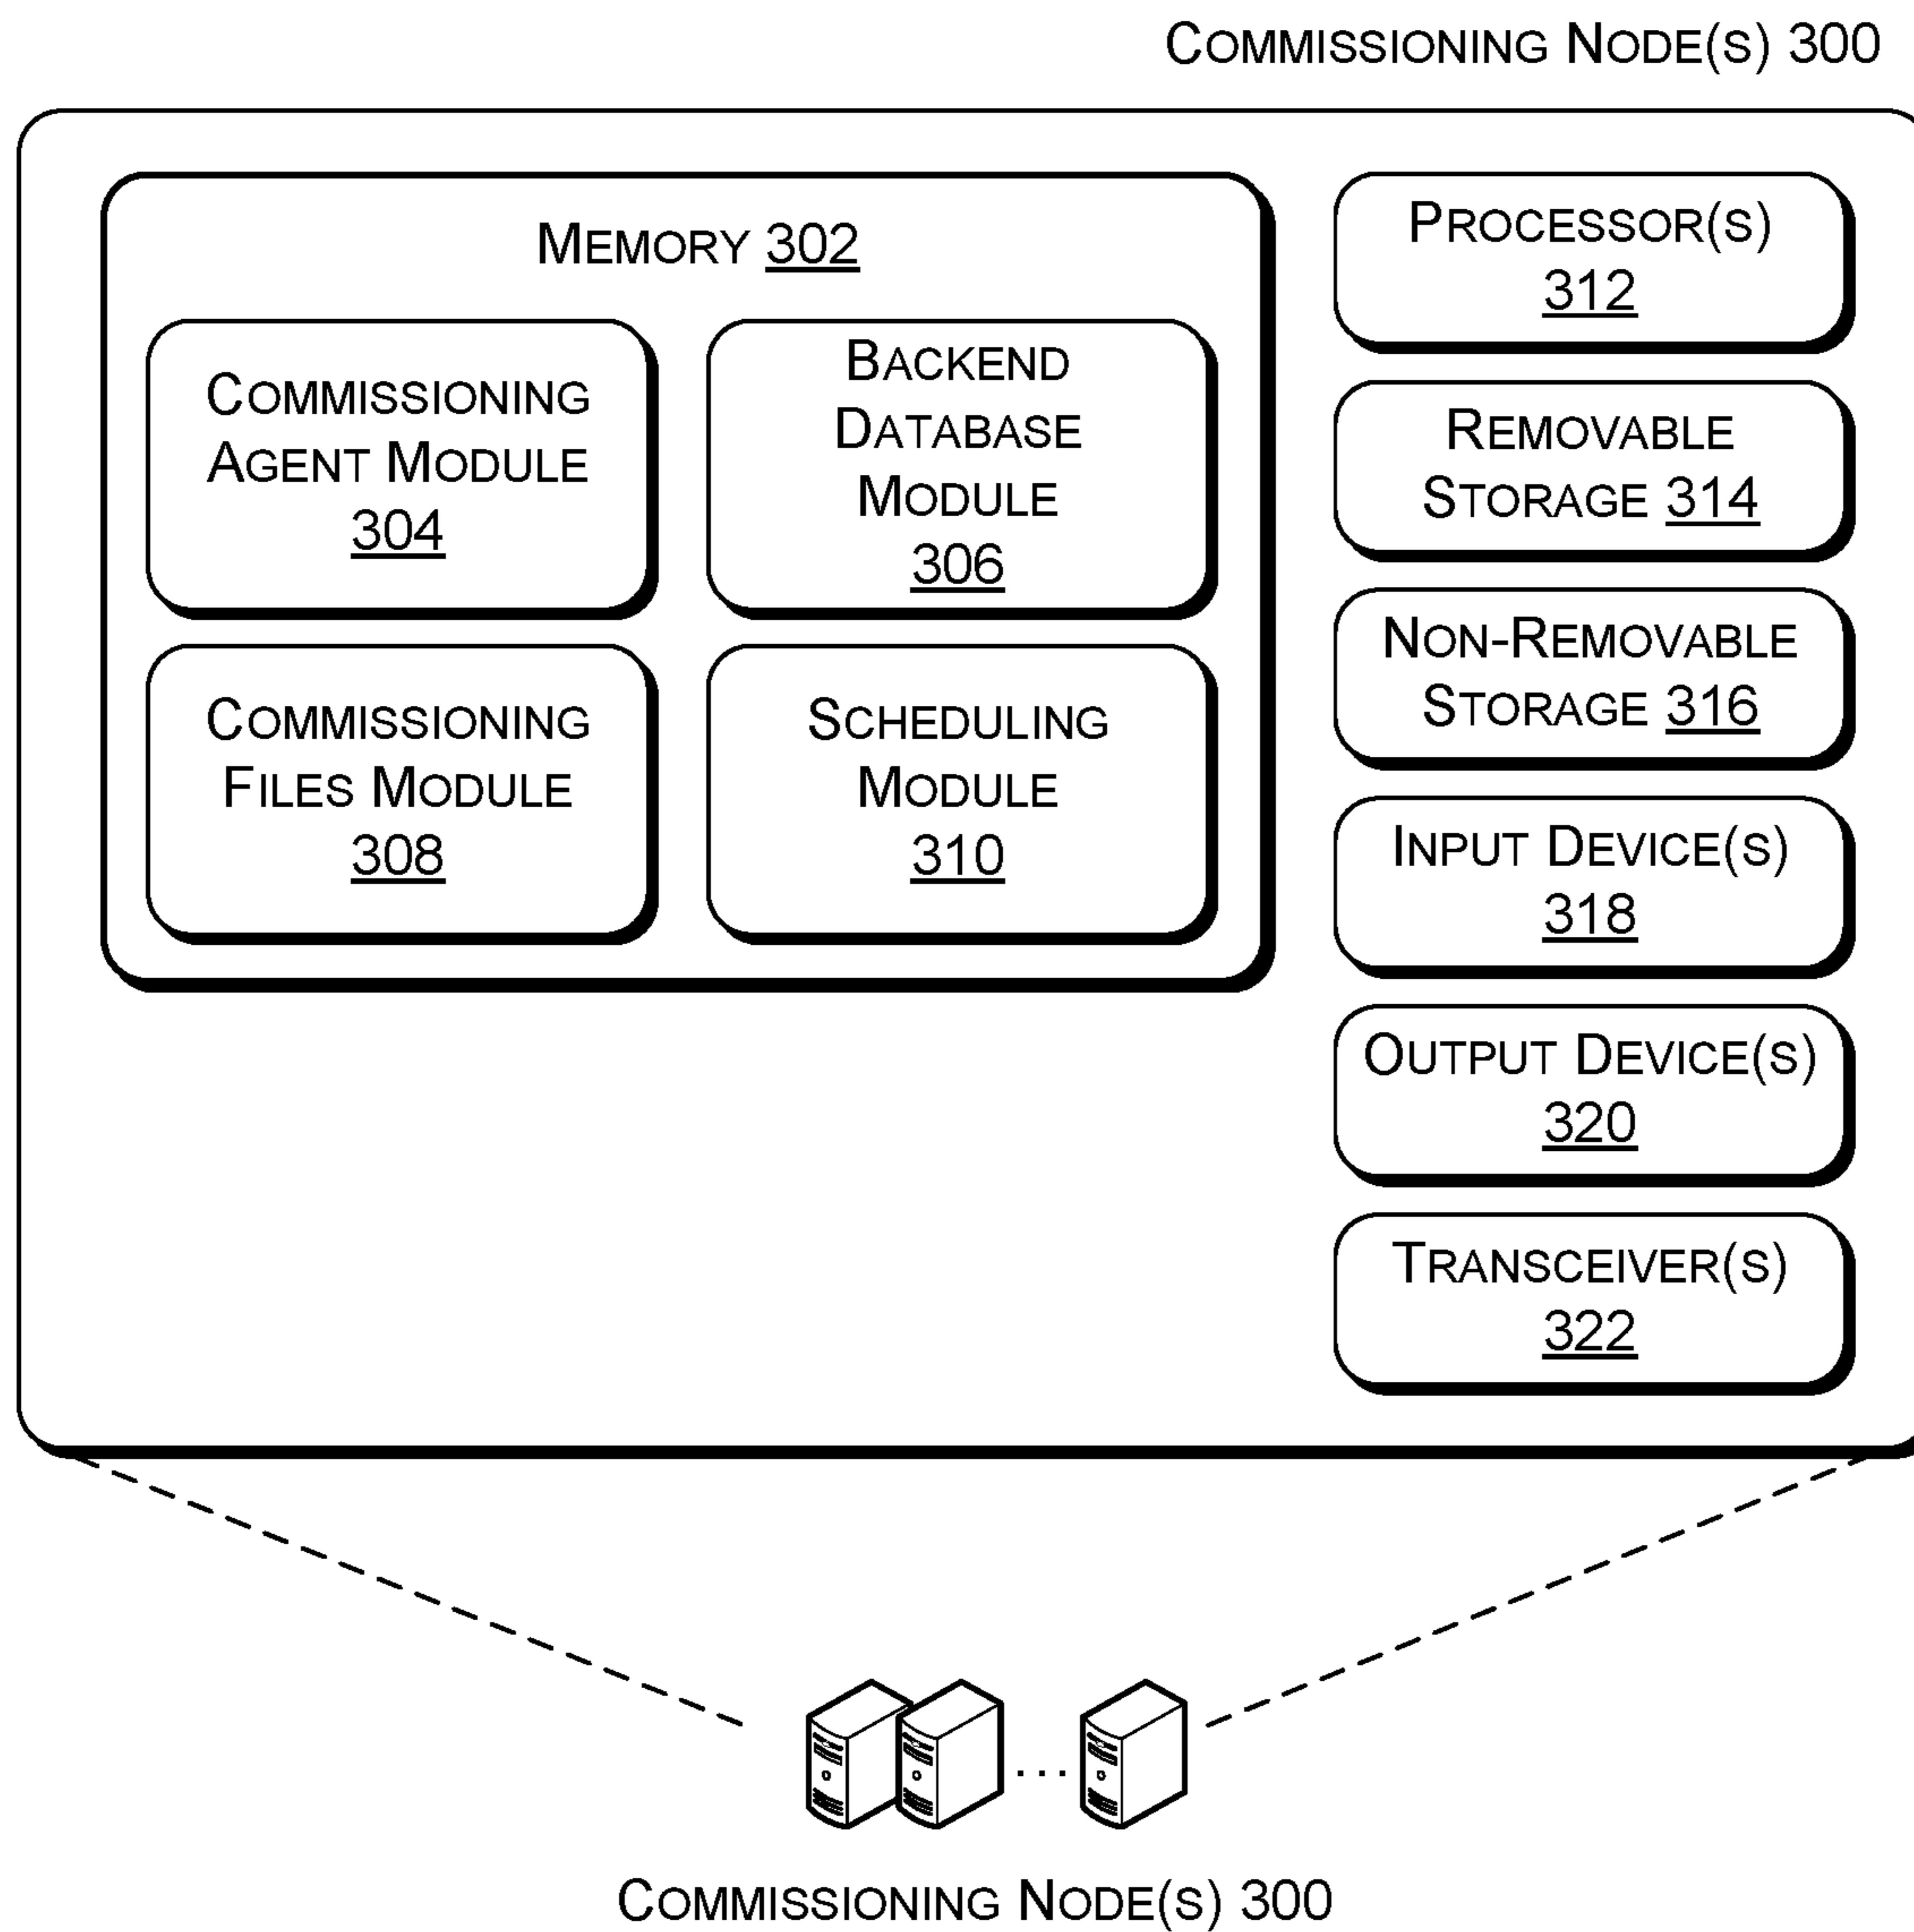 Commissioning Node(s) 300
Memory 302
Commissioning
Agent Module
304
Backend
Database
Module
306
Commissioning
Files Module
308
Scheduling
Module
310
Processor(s)
312
Removable
Storage 314
Non-Removable
Storage 316
Input Device(s)
318
Output Device(s)
320
Transceiver(s)
322
...
Commissioning Node(s) 300